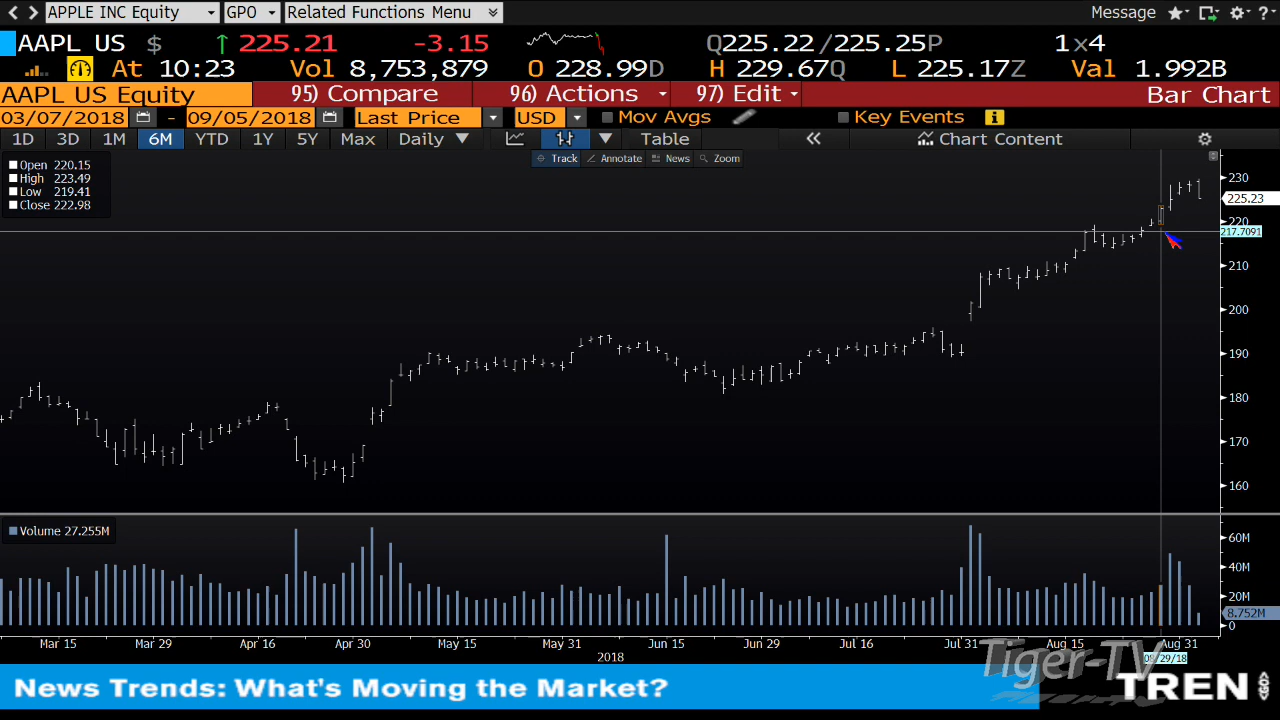 APPLE INC Equity GPO Related Functions Menu Message ?
AAPL US $ ↑ 225.21 -3.15 Q225.22/225.25P 1x4
At 10:23 Vol 8,753,879 O 228.99D H 229.67Q L 225.17Z Val 1.992B
AAPL US Equity 95) Compare 96) Actions 97) Edit Bar Chart
03/07/2018 - 09/05/2018 Last Price USD Mov Avgs Key Events i
1D 3D 1M 6M YTD 1Y 5Y Max Daily Table Chart Content
Track Annotate News Zoom
Open 220.15
High 223.49
Low 219.41
Close 222.98
230
225.23
220
217.7091
210
200
190
180
170
160
Volume 27.255M
60M
40M
20M
8.752M
0
Mar 15 Mar 29 Apr 16 Apr 30 May 15 May 31 Jun 15 Jun 29 Jul 16 Jul 31 Aug 15 Aug 31
2018
Tiger-TV
News Trends: What's Moving the Market?
TREN